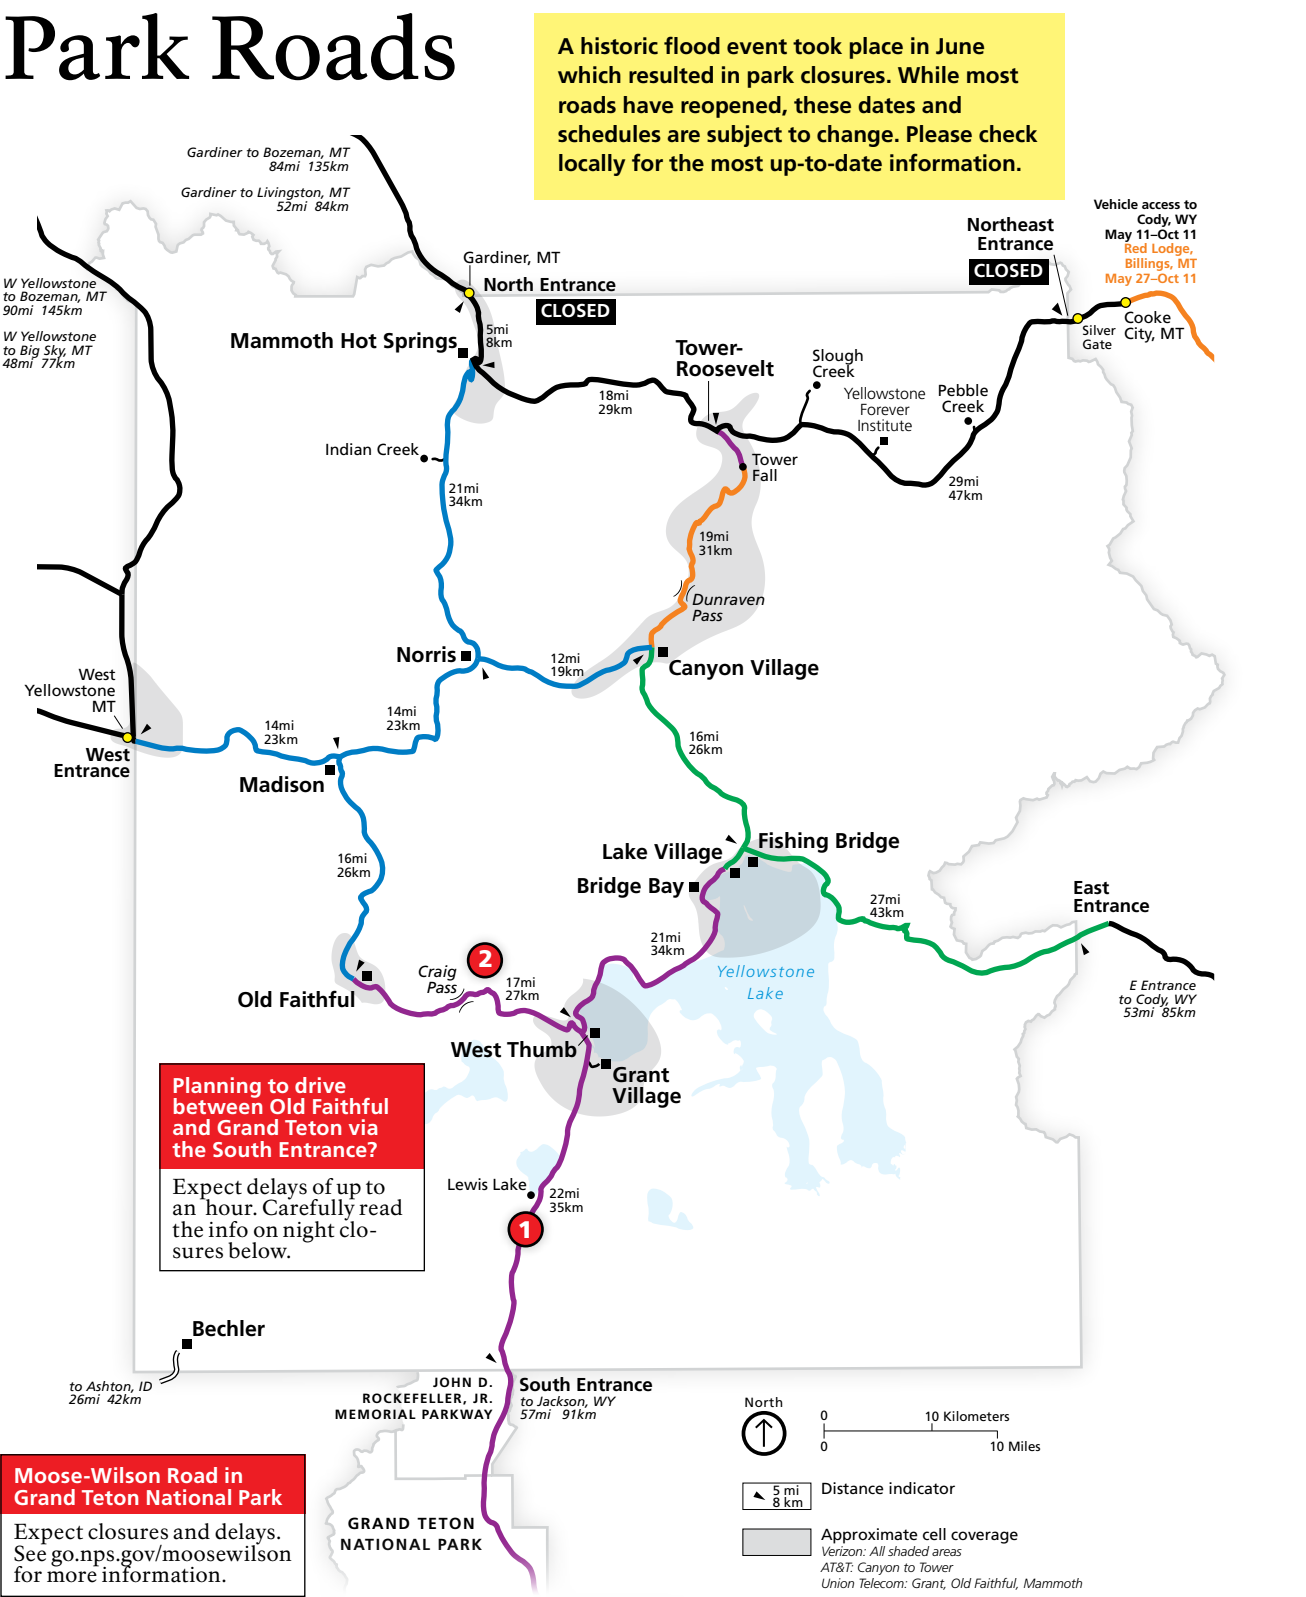 Park Roads
A historic flood event took place in June
which resulted in park closures. While most
roads have reopened, these dates and
schedules are subject to change. Please check
locally for the most up-to-date information.
Gardiner to Bozeman, MT
84mi 135km
Gardiner to Livingston, MT
52mi 84km
Vehicle access to
Cody, WY
May 11–Oct 11
Red Lodge,
Billings, MT
May 27–Oct 11
Northeast
Entrance
CLOSED
Gardiner, MT
North Entrance
CLOSED
W Yellowstone
to Bozeman, MT
90mi 145km
W Yellowstone
to Big Sky, MT
48mi 77km
Silver
Gate
Cooke
City, MT
5mi
8km
Mammoth Hot Springs
Tower-
Roosevelt
Slough
Creek
Yellowstone
Forever
Institute
Pebble
Creek
18mi
29km
Indian Creek
Tower
Fall
29mi
47km
21mi
34km
19mi
31km
Dunraven
Pass
Norris
12mi
19km
Canyon Village
West
Yellowstone
MT
14mi
23km
14mi
23km
West
Entrance
Madison
16mi
26km
16mi
26km
Fishing Bridge
Lake Village
Bridge Bay
27mi
43km
East
Entrance
21mi
34km
Yellowstone
Lake
E Entrance
to Cody, WY
53mi 85km
Craig
Pass
2
17mi
27km
Old Faithful
West Thumb
Grant
Village
Planning to drive
between Old Faithful
and Grand Teton via
the South Entrance?
Expect delays of up to
an hour. Carefully read
the info on night clo-
sures below.
Lewis Lake
22mi
35km
1
Bechler
to Ashton, ID
26mi 42km
JOHN D.
ROCKEFELLER, JR.
MEMORIAL PARKWAY
South Entrance
to Jackson, WY
57mi 91km
North
0
10 Kilometers
0
10 Miles
5 mi
8 km
Distance indicator
Moose-Wilson Road in
Grand Teton National Park
Expect closures and delays.
See go.nps.gov/moosewilson
for more information.
GRAND TETON
NATIONAL PARK
Approximate cell coverage
Verizon: All shaded areas
AT&T: Canyon to Tower
Union Telecom: Grant, Old Faithful, Mammoth